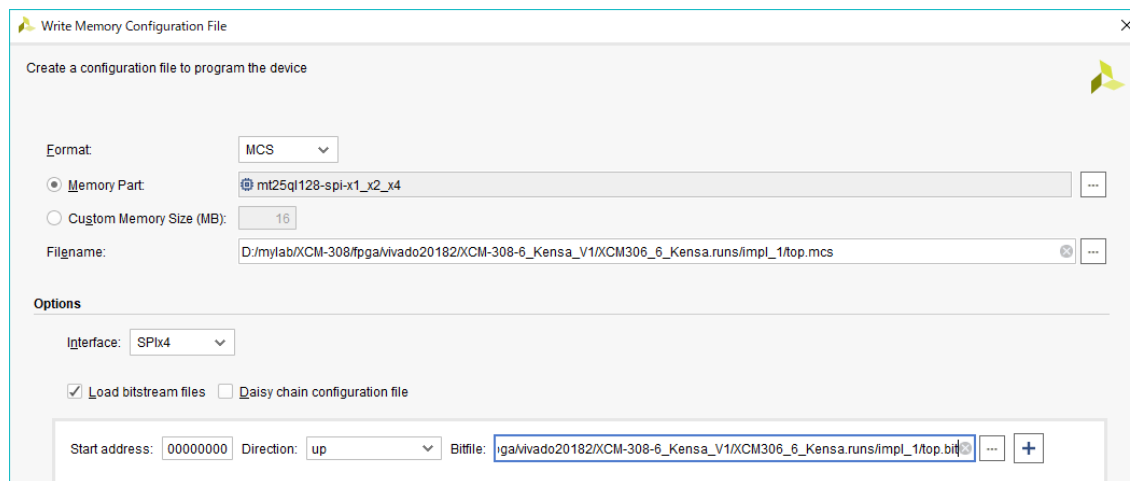 Write Memory Configuration File
Create a configuration file to program the device
Format: MCS
Memory Part: mt25ql128-spi-x1_x2_x4 ...
Custom Memory Size (MB): 16
Filename: D:/mylab/XCM-308/fpga/vivado20182/XCM-308-6_Kensa_V1/XCM306_6_Kensa.runs/impl_1/top.mcs ...
Options
Interface: SPIx4
Load bitstream files Daisy chain configuration file
Start address: 00000000 Direction: up Bitfile: ga/vivado20182/XCM-308-6_Kensa_V1/XCM306_6_Kensa.runs/impl_1/top.bit ... +